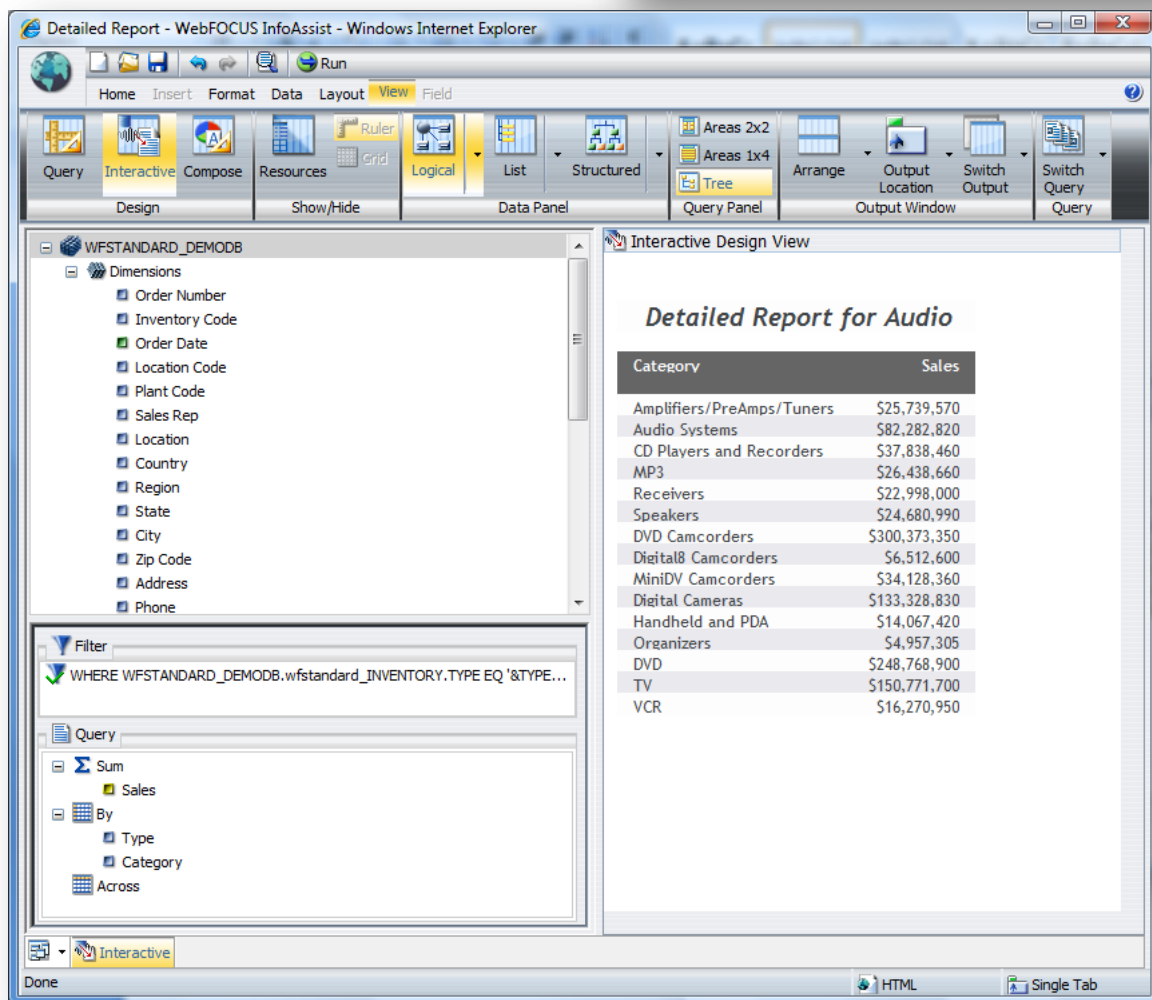 Detailed Report - WebFOCUS InfoAssist - Windows Internet Explorer
Run
Home Insert Format Data Layout View Field
Query Interactive Compose
Design
Resources Ruler Grid
Show/Hide
Logical List Structured
Data Panel
Areas 2x2
Areas 1x4
Tree
Query Panel
Arrange Output Location Switch Output
Output Window
Switch Query
Query
WFSTANDARD_DEMODB
Dimensions
Order Number
Inventory Code
Order Date
Location Code
Plant Code
Sales Rep
Location
Country
Region
State
City
Zip Code
Address
Phone
Filter
WHERE WFSTANDARD_DEMODB.wfstandard_INVENTORY.TYPE EQ '&TYPE...
Query
Sum
Sales
By
Type
Category
Across
Interactive Design View
Detailed Report for Audio
Category Sales
Amplifiers/PreAmps/Tuners $25,739,570
Audio Systems $82,282,820
CD Players and Recorders $37,838,460
MP3 $26,438,660
Receivers $22,998,000
Speakers $24,680,990
DVD Camcorders $300,373,350
Digital8 Camcorders $6,512,600
MiniDV Camcorders $34,128,360
Digital Cameras $133,328,830
Handheld and PDA $14,067,420
Organizers $4,957,305
DVD $248,768,900
TV $150,771,700
VCR $16,270,950
Interactive
Done HTML Single Tab